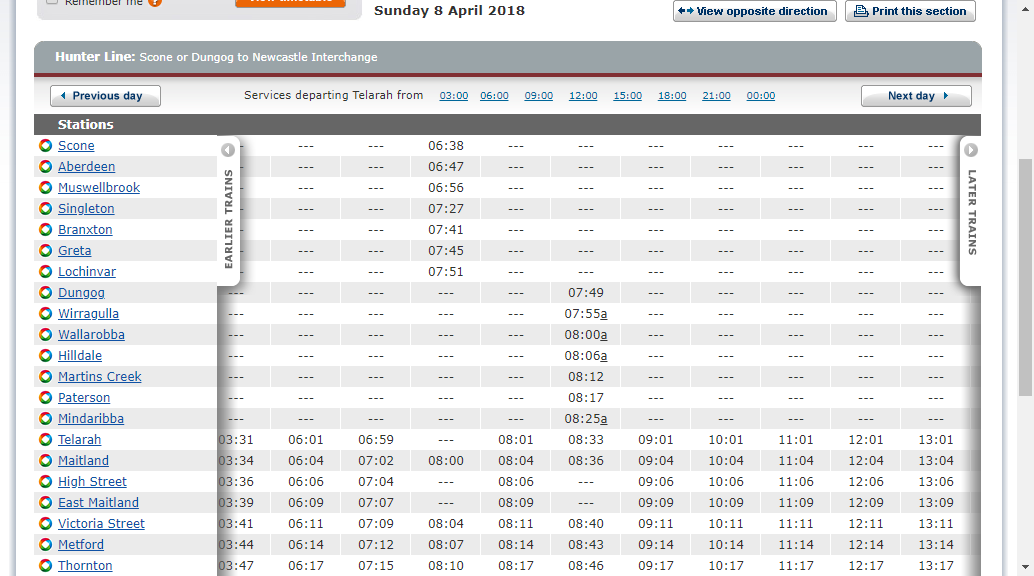 Remember me ?
Sunday 8 April 2018
View opposite direction
Print this section
Hunter Line: Scone or Dungog to Newcastle Interchange
Previous day
Services departing Telarah from 03:00 06:00 09:00 12:00 15:00 18:00 21:00 00:00
Next day
Stations
EARLIER TRAINS
LATER TRAINS
Scone --- --- 06:38 --- --- --- --- --- --- ---
Aberdeen --- --- 06:47 --- --- --- --- --- --- ---
Muswellbrook --- --- 06:56 --- --- --- --- --- --- ---
Singleton --- --- 07:27 --- --- --- --- --- --- ---
Branxton --- --- 07:41 --- --- --- --- --- --- ---
Greta --- --- 07:45 --- --- --- --- --- --- ---
Lochinvar --- --- 07:51 --- --- --- --- --- --- ---
Dungog --- --- --- --- --- 07:49 --- --- --- --- ---
Wirragulla --- --- --- --- --- 07:55a --- --- --- --- ---
Wallarobba --- --- --- --- --- 08:00a --- --- --- --- ---
Hilldale --- --- --- --- --- 08:06a --- --- --- --- ---
Martins Creek --- --- --- --- --- 08:12 --- --- --- --- ---
Paterson --- --- --- --- --- 08:17 --- --- --- --- ---
Mindaribba --- --- --- --- --- 08:25a --- --- --- --- ---
Telarah 03:31 06:01 06:59 --- 08:01 08:33 09:01 10:01 11:01 12:01 13:01
Maitland 03:34 06:04 07:02 08:00 08:04 08:36 09:04 10:04 11:04 12:04 13:04
High Street 03:36 06:06 07:04 --- 08:06 --- 09:06 10:06 11:06 12:06 13:06
East Maitland 03:39 06:09 07:07 --- 08:09 --- 09:09 10:09 11:09 12:09 13:09
Victoria Street 03:41 06:11 07:09 08:04 08:11 08:40 09:11 10:11 11:11 12:11 13:11
Metford 03:44 06:14 07:12 08:07 08:14 08:43 09:14 10:14 11:14 12:14 13:14
Thornton 03:47 06:17 07:15 08:10 08:17 08:46 09:17 10:17 11:17 12:17 13:17